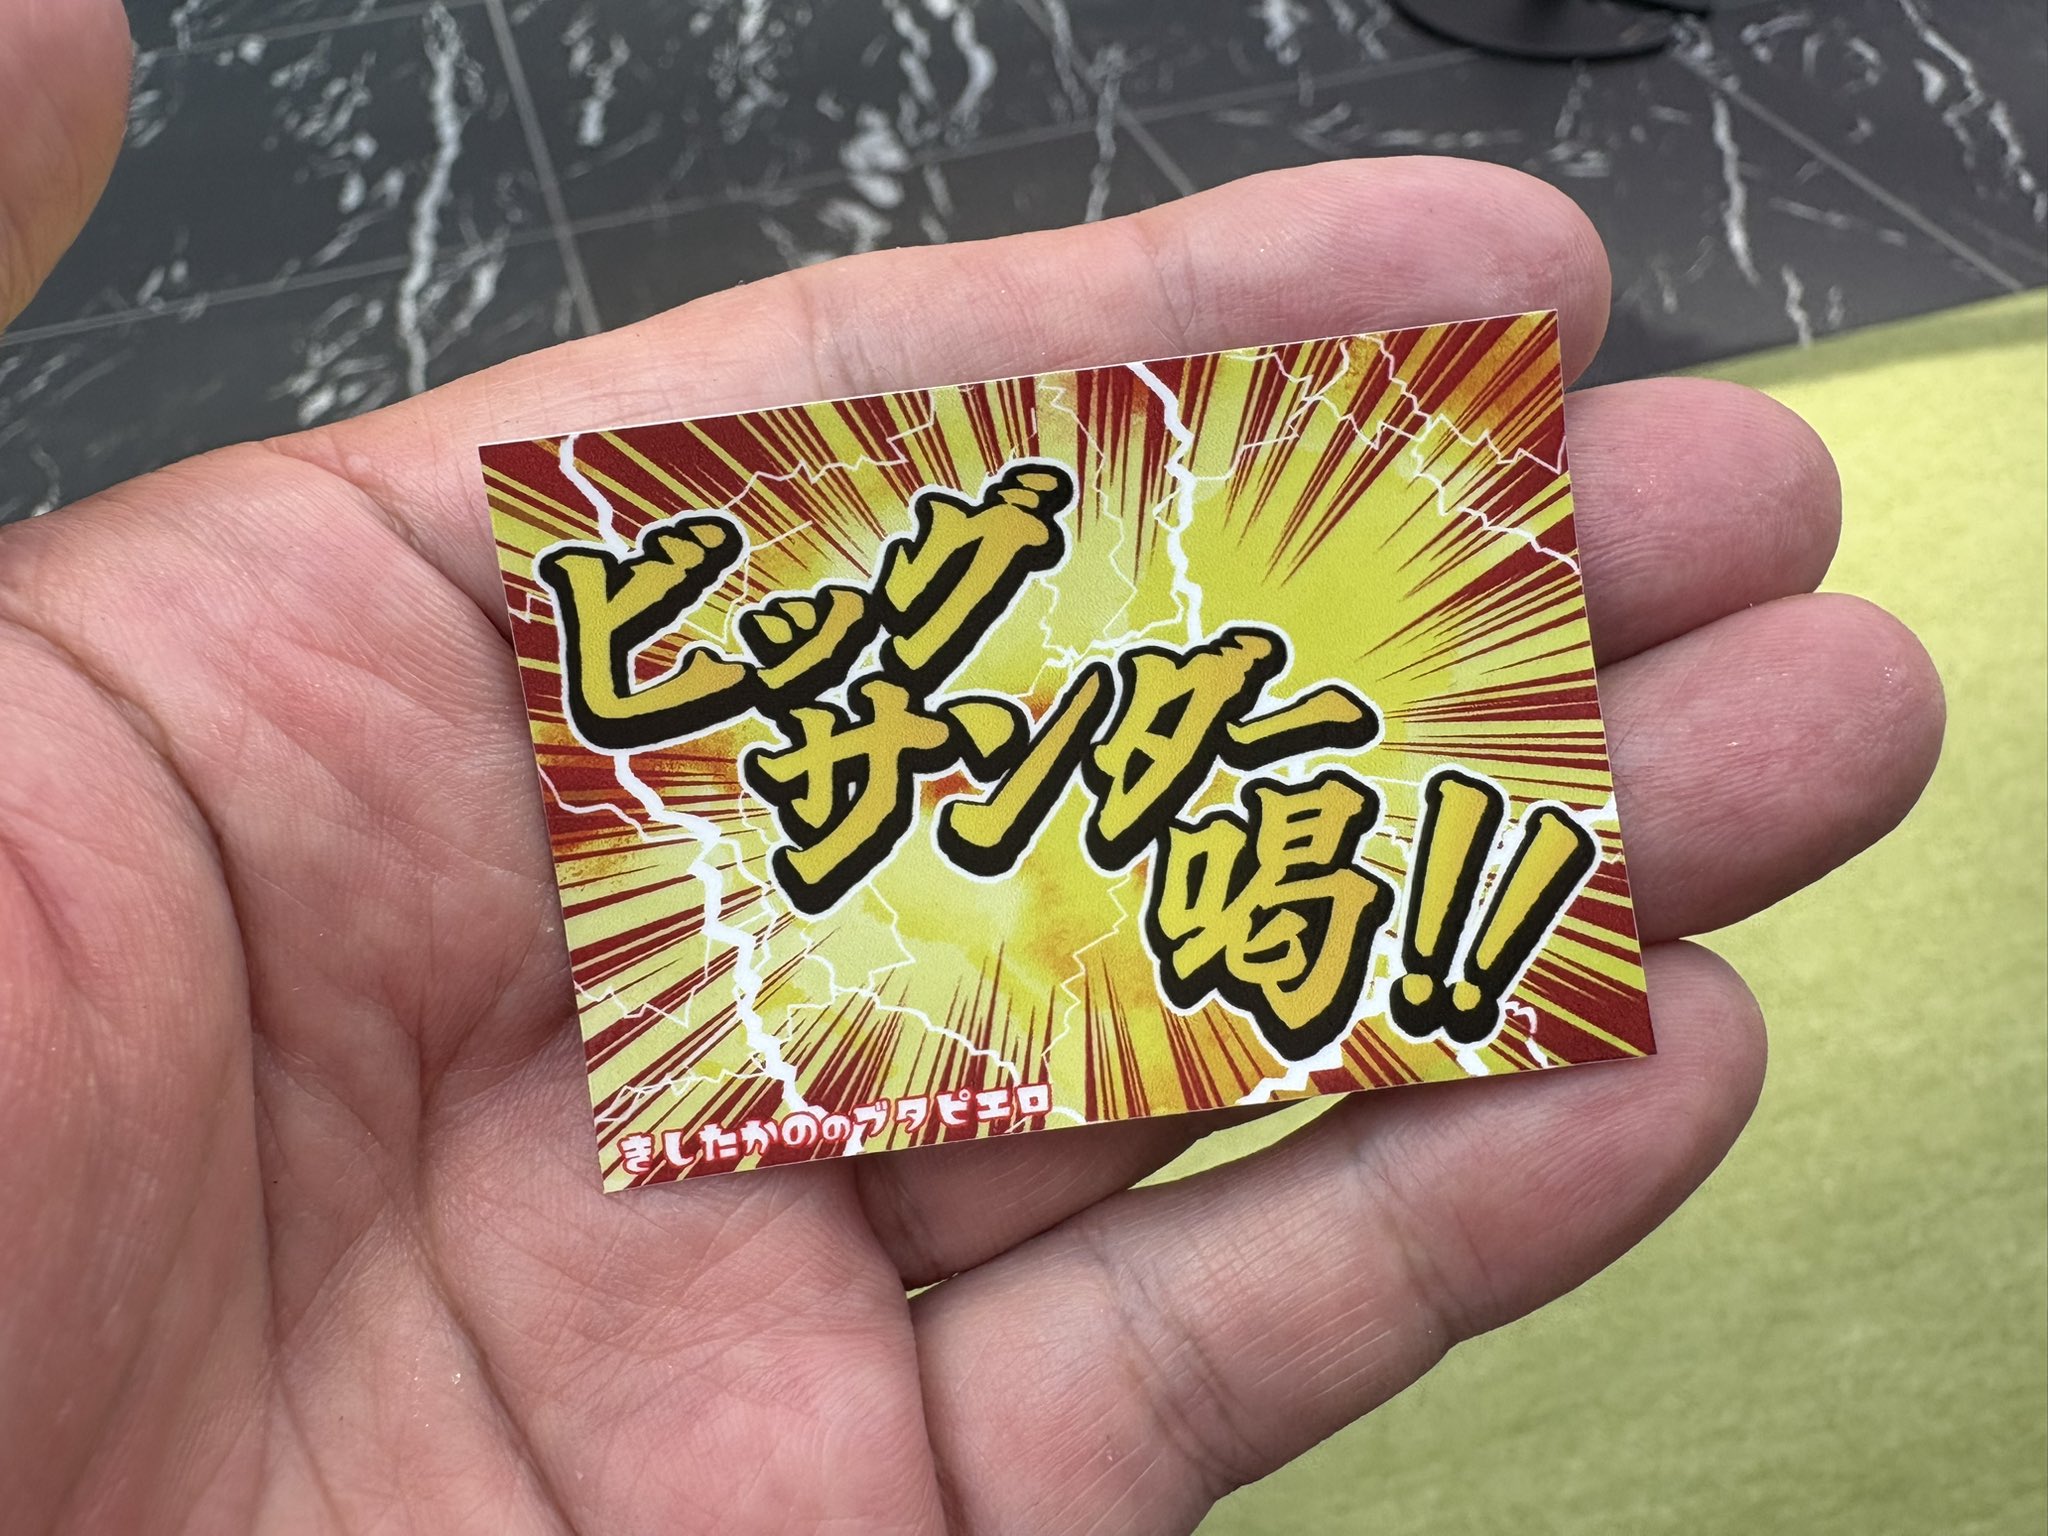 ビッグ
サンダー
喝!!
きしたかののブタピエロ